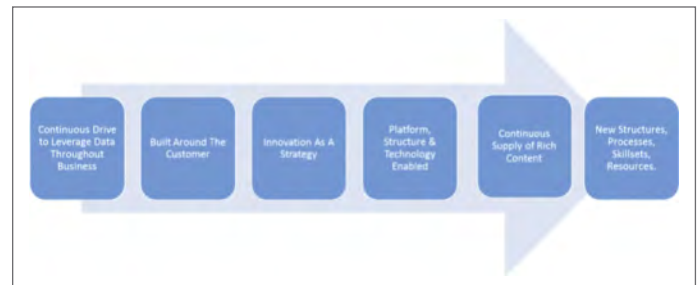 Continuous Drive
to Leverage Data
Throughout
Business
Built Around The
Customer
Innovation As A
Strategy
Platform,
Structure &
Technology
Enabled
Continuous
Supply of Rich
Content
New Structures,
Processes,
Skillsets,
Resources.